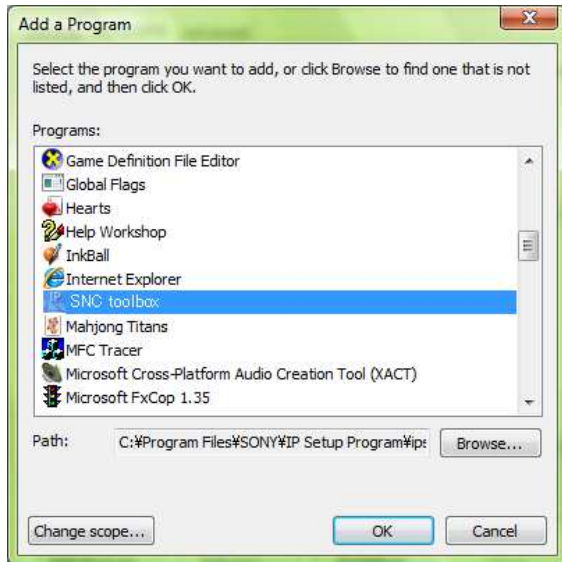 Add a Program
Select the program you want to add, or click Browse to find one that is not
listed, and then click OK.
Programs:
Game Definition File Editor
Global Flags
Hearts
Help Workshop
InkBall
Internet Explorer
SNC toolbox
Mahjong Titans
MFC Tracer
Microsoft Cross-Platform Audio Creation Tool (XACT)
Microsoft FxCop 1.35
Path: C:¥Program Files¥SONY¥IP Setup Program¥ips Browse...
Change scope... OK Cancel